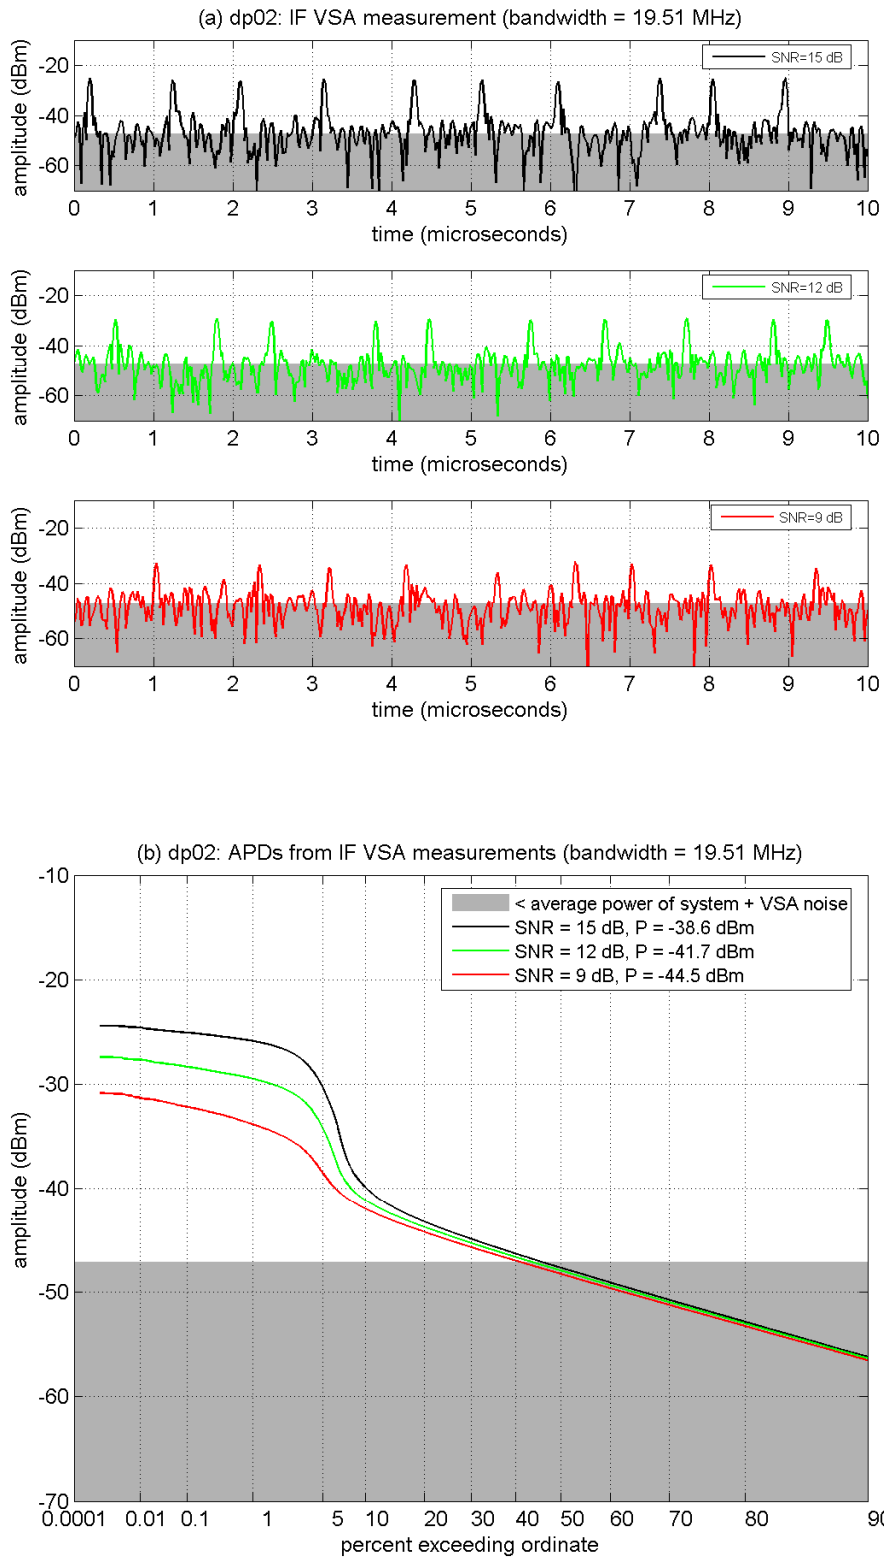 (a) dp02: IF VSA measurement (bandwidth = 19.51 MHz)
amplitude (dBm)
-20
-40
-60
SNR=15 dB
0 1 2 3 4 5 6 7 8 9 10
time (microseconds)
amplitude (dBm)
-20
-40
-60
SNR=12 dB
0 1 2 3 4 5 6 7 8 9 10
time (microseconds)
amplitude (dBm)
-20
-40
-60
SNR=9 dB
0 1 2 3 4 5 6 7 8 9 10
time (microseconds)
(b) dp02: APDs from IF VSA measurements (bandwidth = 19.51 MHz)
amplitude (dBm)
-10
-20
-30
-40
-50
-60
-70
< average power of system + VSA noise
SNR = 15 dB, P = -38.6 dBm
SNR = 12 dB, P = -41.7 dBm
SNR = 9 dB, P = -44.5 dBm
0.0001 0.01 0.1 1 5 10 20 30 40 50 60 70 80 90
percent exceeding ordinate